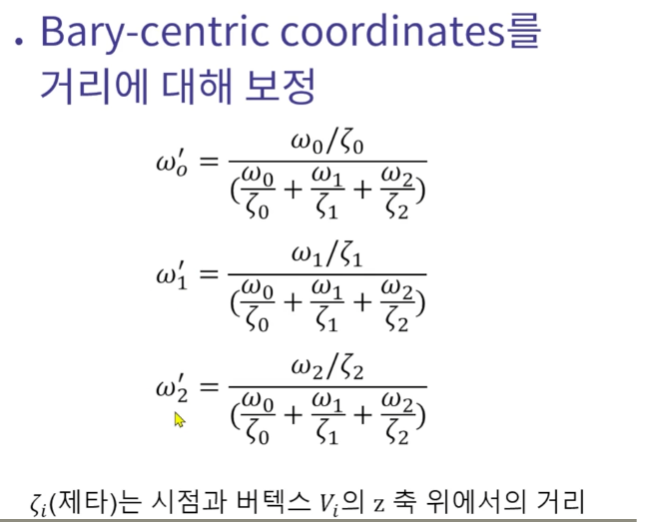 • Bary-centric coordinates를
거리에 대해 보정
ω′ₒ = (ω₀/ζ₀) / (ω₀/ζ₀ + ω₁/ζ₁ + ω₂/ζ₂)
ω′₁ = (ω₁/ζ₁) / (ω₀/ζ₀ + ω₁/ζ₁ + ω₂/ζ₂)
ω′₂ = (ω₂/ζ₂) / (ω₀/ζ₀ + ω₁/ζ₁ + ω₂/ζ₂)
ζᵢ(제타)는 시점과 버텍스 Vᵢ의 z 축 위에서의 거리